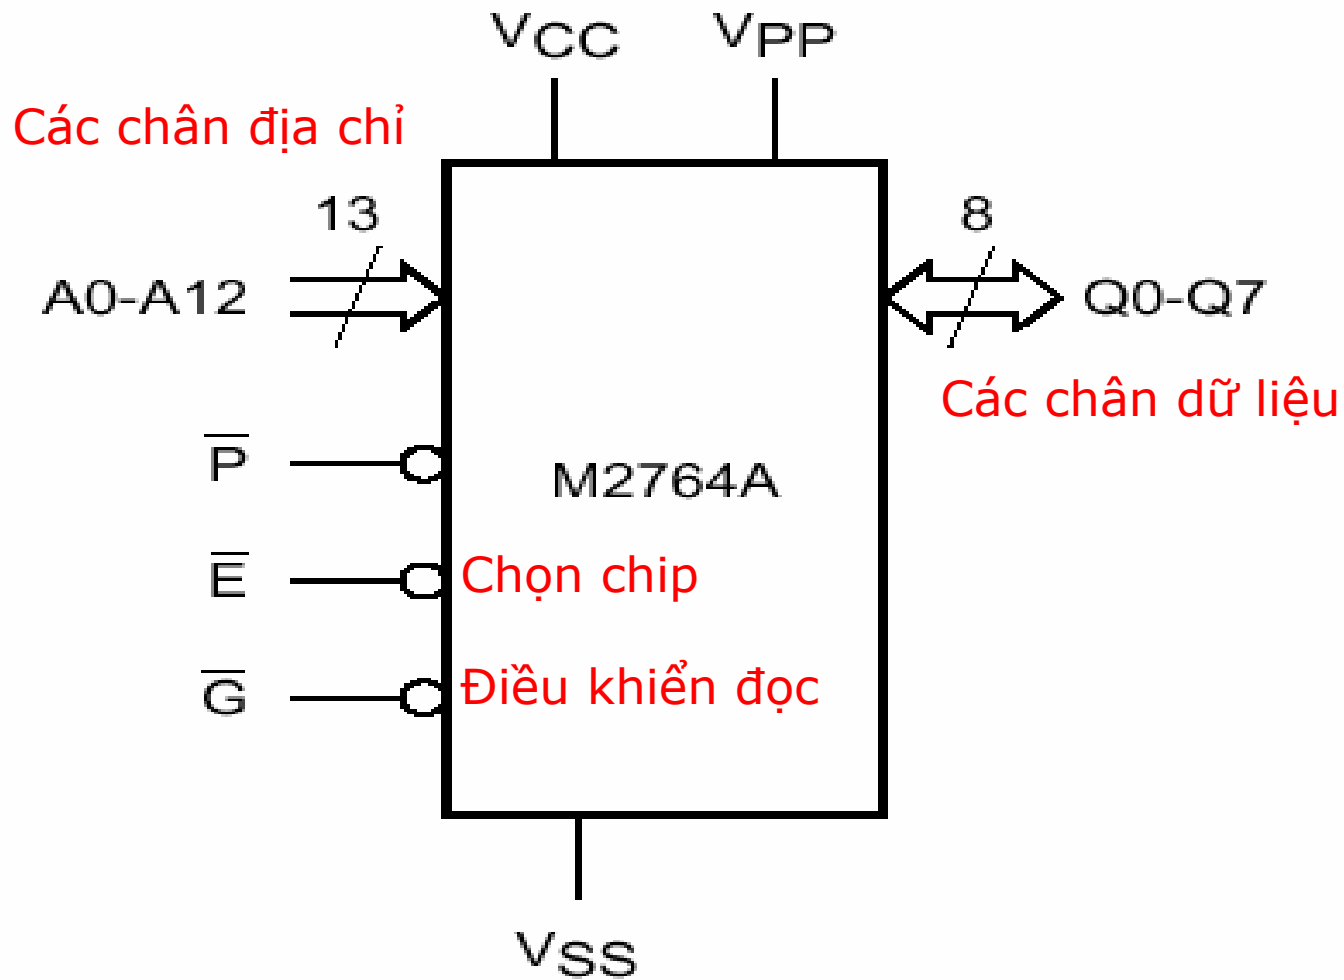 VCC VPP
Các chân địa chỉ
13 8
A0-A12 Q0-Q7
Các chân dữ liệu
P̅
M2764A
E̅ Chọn chip
G̅ Điều khiển đọc
VSS